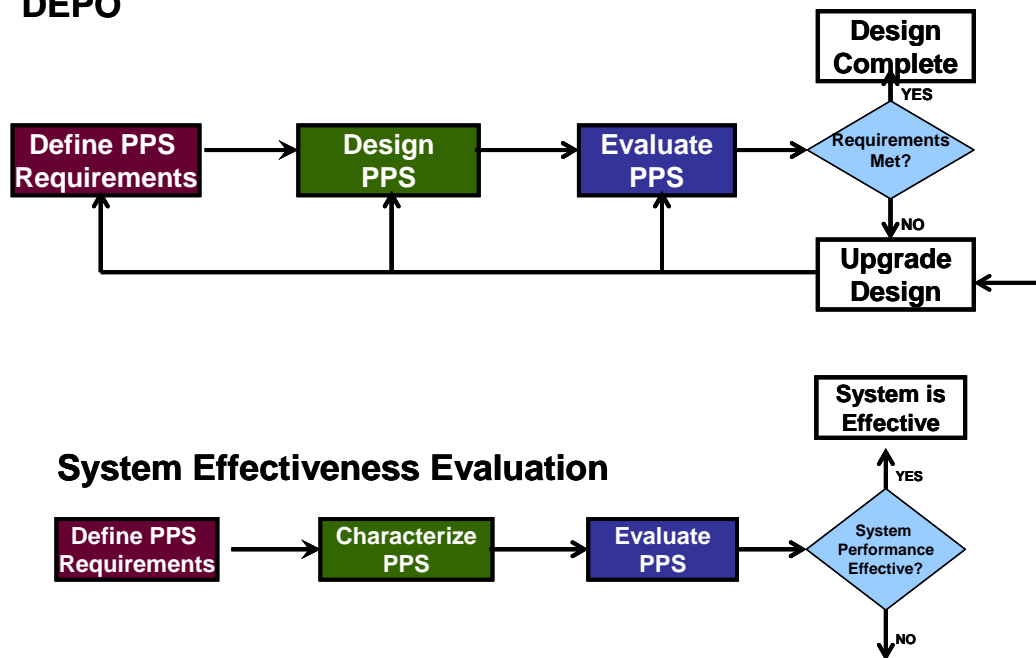 DEPO
Design
Complete
YES
Define PPS
Requirements
Design
PPS
Evaluate
PPS
Requirements
Met?
NO
Upgrade
Design
System is
Effective
System Effectiveness Evaluation
YES
Define PPS
Requirements
Characterize
PPS
Evaluate
PPS
System
Performance
Effective?
NO